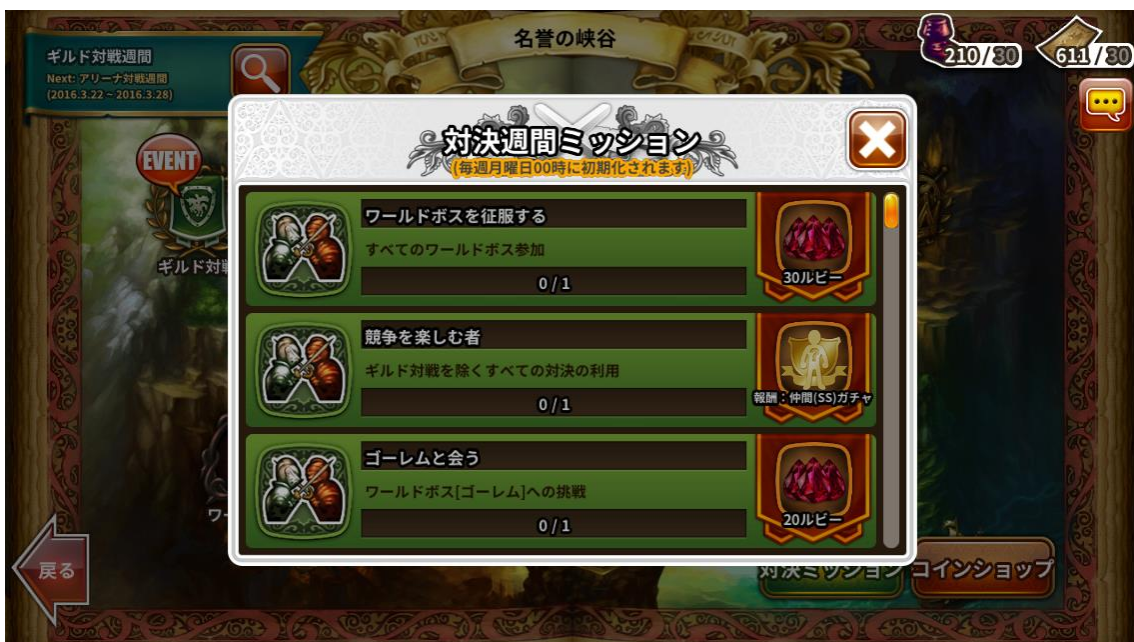 名誉の峡谷
210/30
611/30
ギルド対戦週間
Next: アリーナ対戦週間
(2016.3.22 ~ 2016.3.28)
EVENT
ギルド対戦
対決週間ミッション
(毎週月曜日00時に初期化されます)
ワールドボスを征服する
すべてのワールドボス参加
0 / 1
30ルビー
競争を楽しむ者
ギルド対戦を除くすべての対決の利用
0 / 1
報酬：仲間(SS)ガチャ
ゴーレムと会う
ワールドボス[ゴーレム]への挑戦
0 / 1
20ルビー
ワー
戻る
対決ミッション
コインショップ